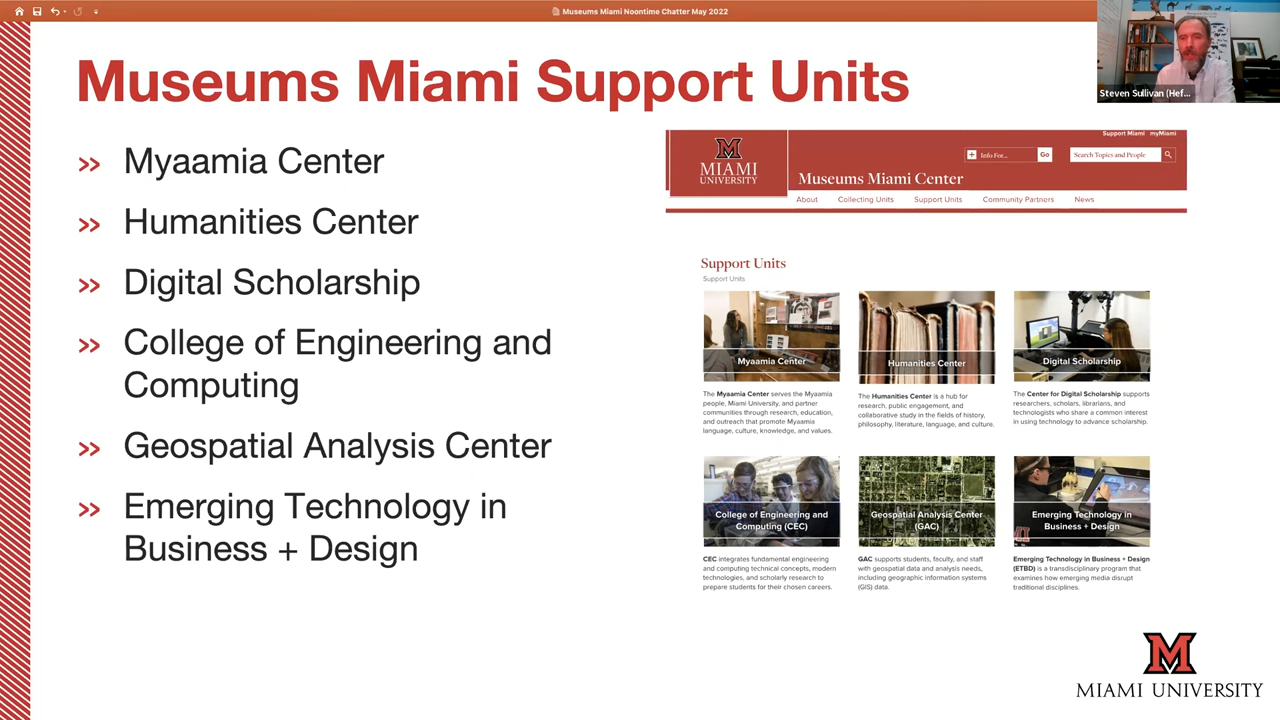 Museums Miami Noontime Chatter May 2022
Steven Sullivan (Hef...
Museums Miami Support Units
» Myaamia Center
» Humanities Center
» Digital Scholarship
» College of Engineering and
Computing
» Geospatial Analysis Center
» Emerging Technology in
Business + Design
Support Miami myMiami
MIAMI
UNIVERSITY
Info For... Go
Search Topics and People
Museums Miami Center
About Collecting Units Support Units Community Partners News
Support Units
Support Units
Myaamia Center
The Myaamia Center serves the Myaamia
people, Miami University, and partner
communities through research, education,
and outreach that promote Myaamia
language, culture, knowledge, and values.
Humanities Center
The Humanities Center is a hub for
research, public engagement, and
collaborative study in the fields of history,
philosophy, literature, language, and culture.
Digital Scholarship
The Center for Digital Scholarship supports
researchers, scholars, librarians, and
technologists who share a common interest
in using technology to advance scholarship.
College of Engineering and
Computing (CEC)
CEC integrates fundamental engineering
and computing technical concepts, modern
technologies, and scholarly research to
prepare students for their chosen careers.
Geospatial Analysis Center
(GAC)
GAC supports students, faculty, and staff
with geospatial data and analysis needs,
including geographic information systems
(GIS) data.
Emerging Technology in
Business + Design
Emerging Technology in Business + Design
(ETBD) is a transdisciplinary program that
examines how emerging media disrupt
traditional disciplines.
MIAMI UNIVERSITY